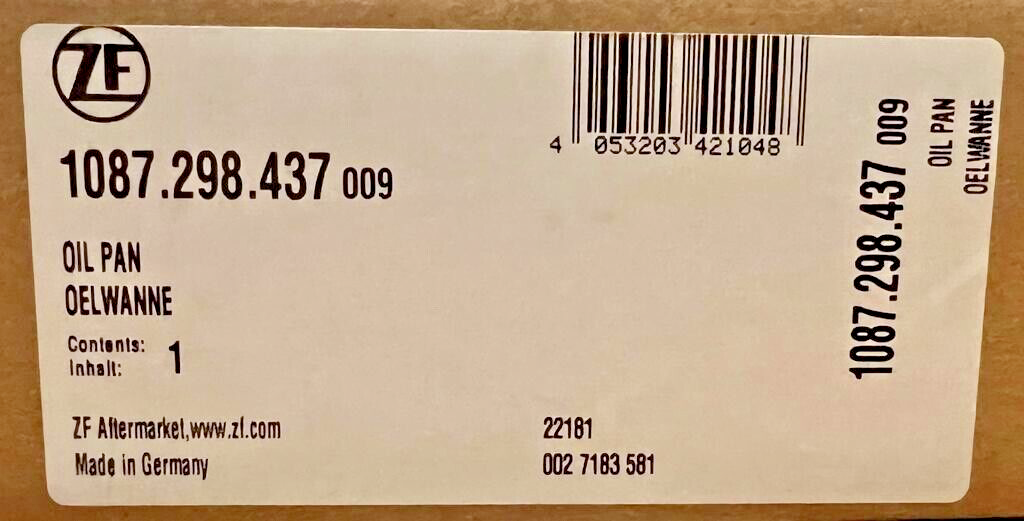 ZF
4 053203 421048
1087.298.437 009
OIL PAN
OELWANNE
Contents:
Inhalt: 1
ZF Aftermarket,www.zf.com
Made in Germany
22181
002 7183 581
1087.298.437 009
OIL PAN
OELWANNE